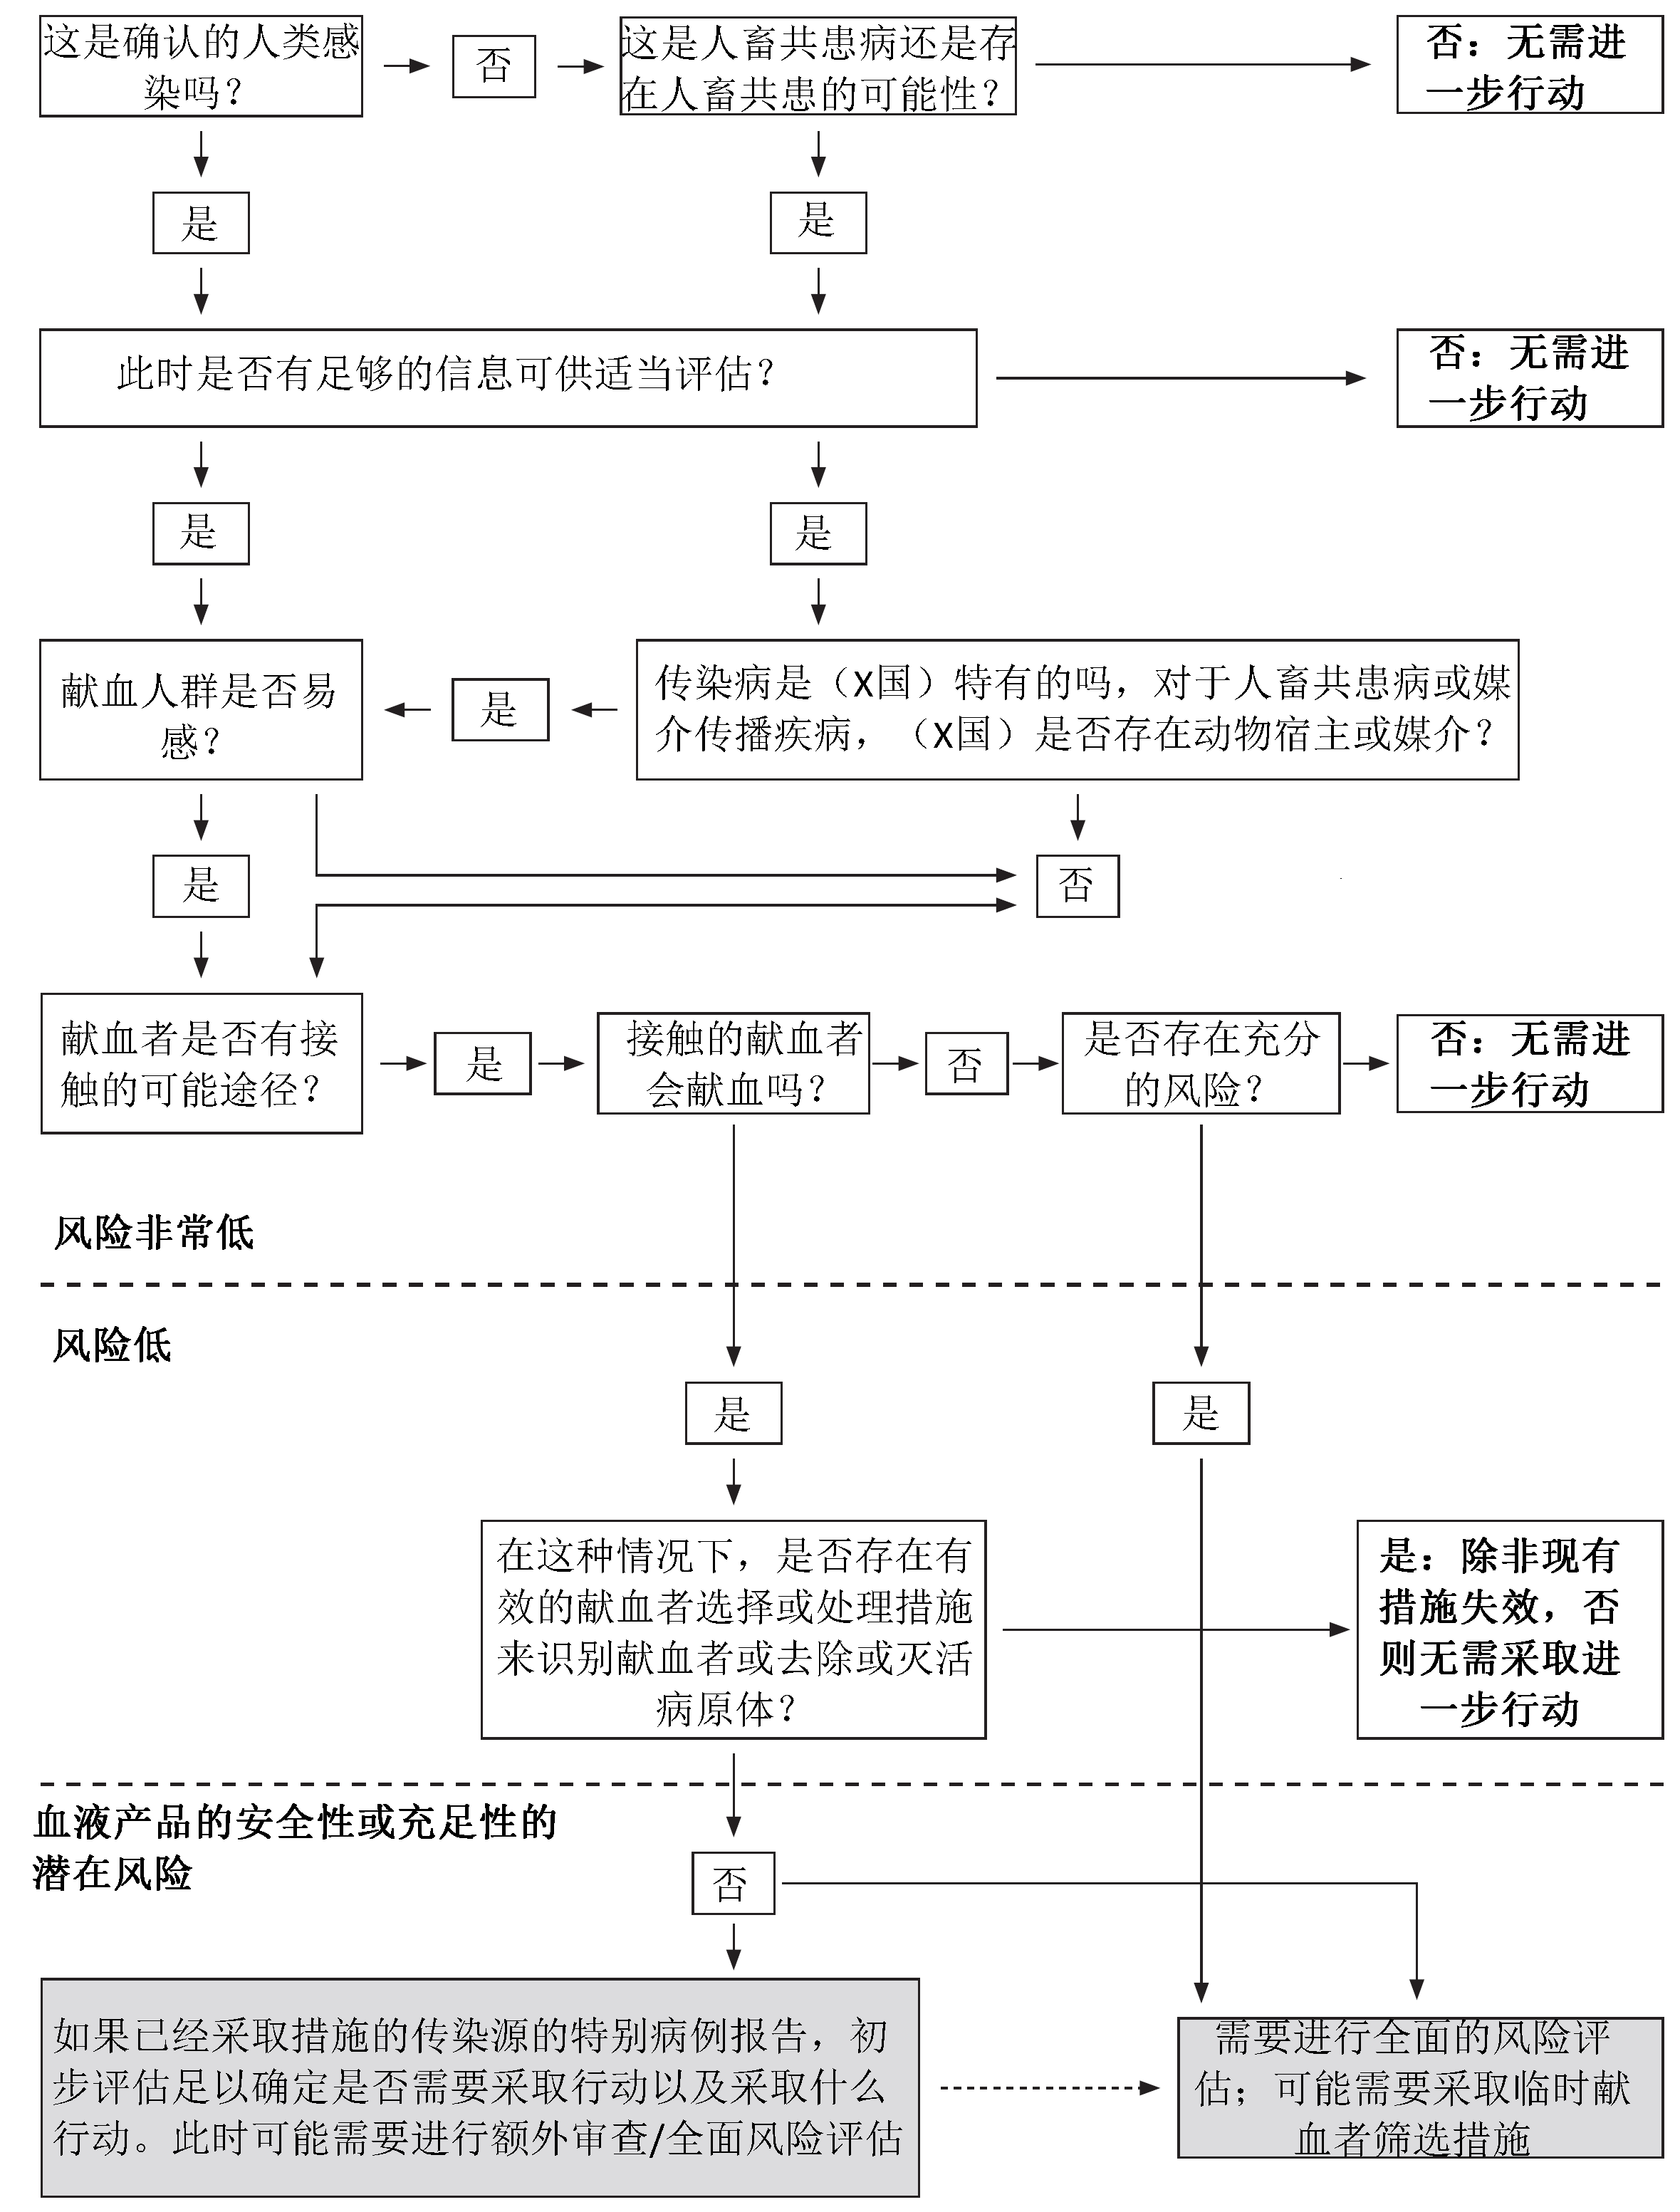 这是确认的人类感
染吗？
否
这是人畜共患病还是存
在人畜共患的可能性？
否：无需进
一步行动
是
是
此时是否有足够的信息可供适当评估？
否：无需进
一步行动
是
是
献血人群是否易
感？
是
传染病是（X国）特有的吗，对于人畜共患病或媒
介传播疾病，（X国）是否存在动物宿主或媒介？
是
否
献血者是否有接
触的可能途径？
是
接触的献血者
会献血吗？
否
是否存在充分
的风险？
否：无需进
一步行动
风险非常低
风险低
是
是
在这种情况下，是否存在有
效的献血者选择或处理措施
来识别献血者或去除或灭活
病原体？
是：除非现有
措施失效，否
则无需采取进
一步行动
血液产品的安全性或充足性的
潜在风险
否
如果已经采取措施的传染源的特别病例报告，初
步评估足以确定是否需要采取行动以及采取什么
行动。此时可能需要进行额外审查/全面风险评估
需要进行全面的风险评
估；可能需要采取临时献
血者筛选措施